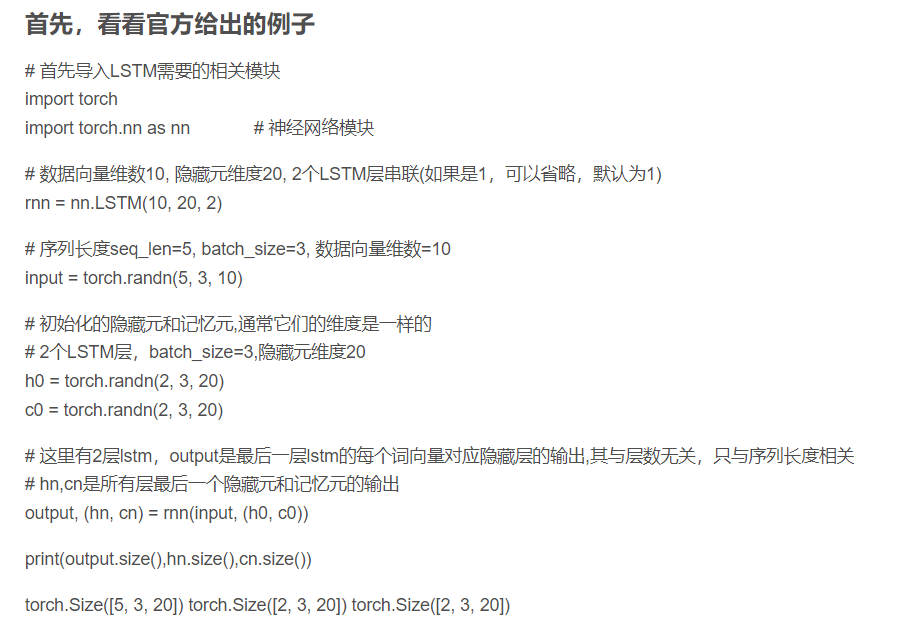 首先，看看官方给出的例子
# 首先导入LSTM需要的相关模块
import torch
import torch.nn as nn # 神经网络模块
# 数据向量维数10, 隐藏元维度20, 2个LSTM层串联(如果是1，可以省略，默认为1)
rnn = nn.LSTM(10, 20, 2)
# 序列长度seq_len=5, batch_size=3, 数据向量维数=10
input = torch.randn(5, 3, 10)
# 初始化的隐藏元和记忆元,通常它们的维度是一样的
# 2个LSTM层，batch_size=3,隐藏元维度20
h0 = torch.randn(2, 3, 20)
c0 = torch.randn(2, 3, 20)
# 这里有2层lstm，output是最后一层lstm的每个词向量对应隐藏层的输出,其与层数无关，只与序列长度相关
# hn,cn是所有层最后一个隐藏元和记忆元的输出
output, (hn, cn) = rnn(input, (h0, c0))
print(output.size(),hn.size(),cn.size())
torch.Size([5, 3, 20]) torch.Size([2, 3, 20]) torch.Size([2, 3, 20])